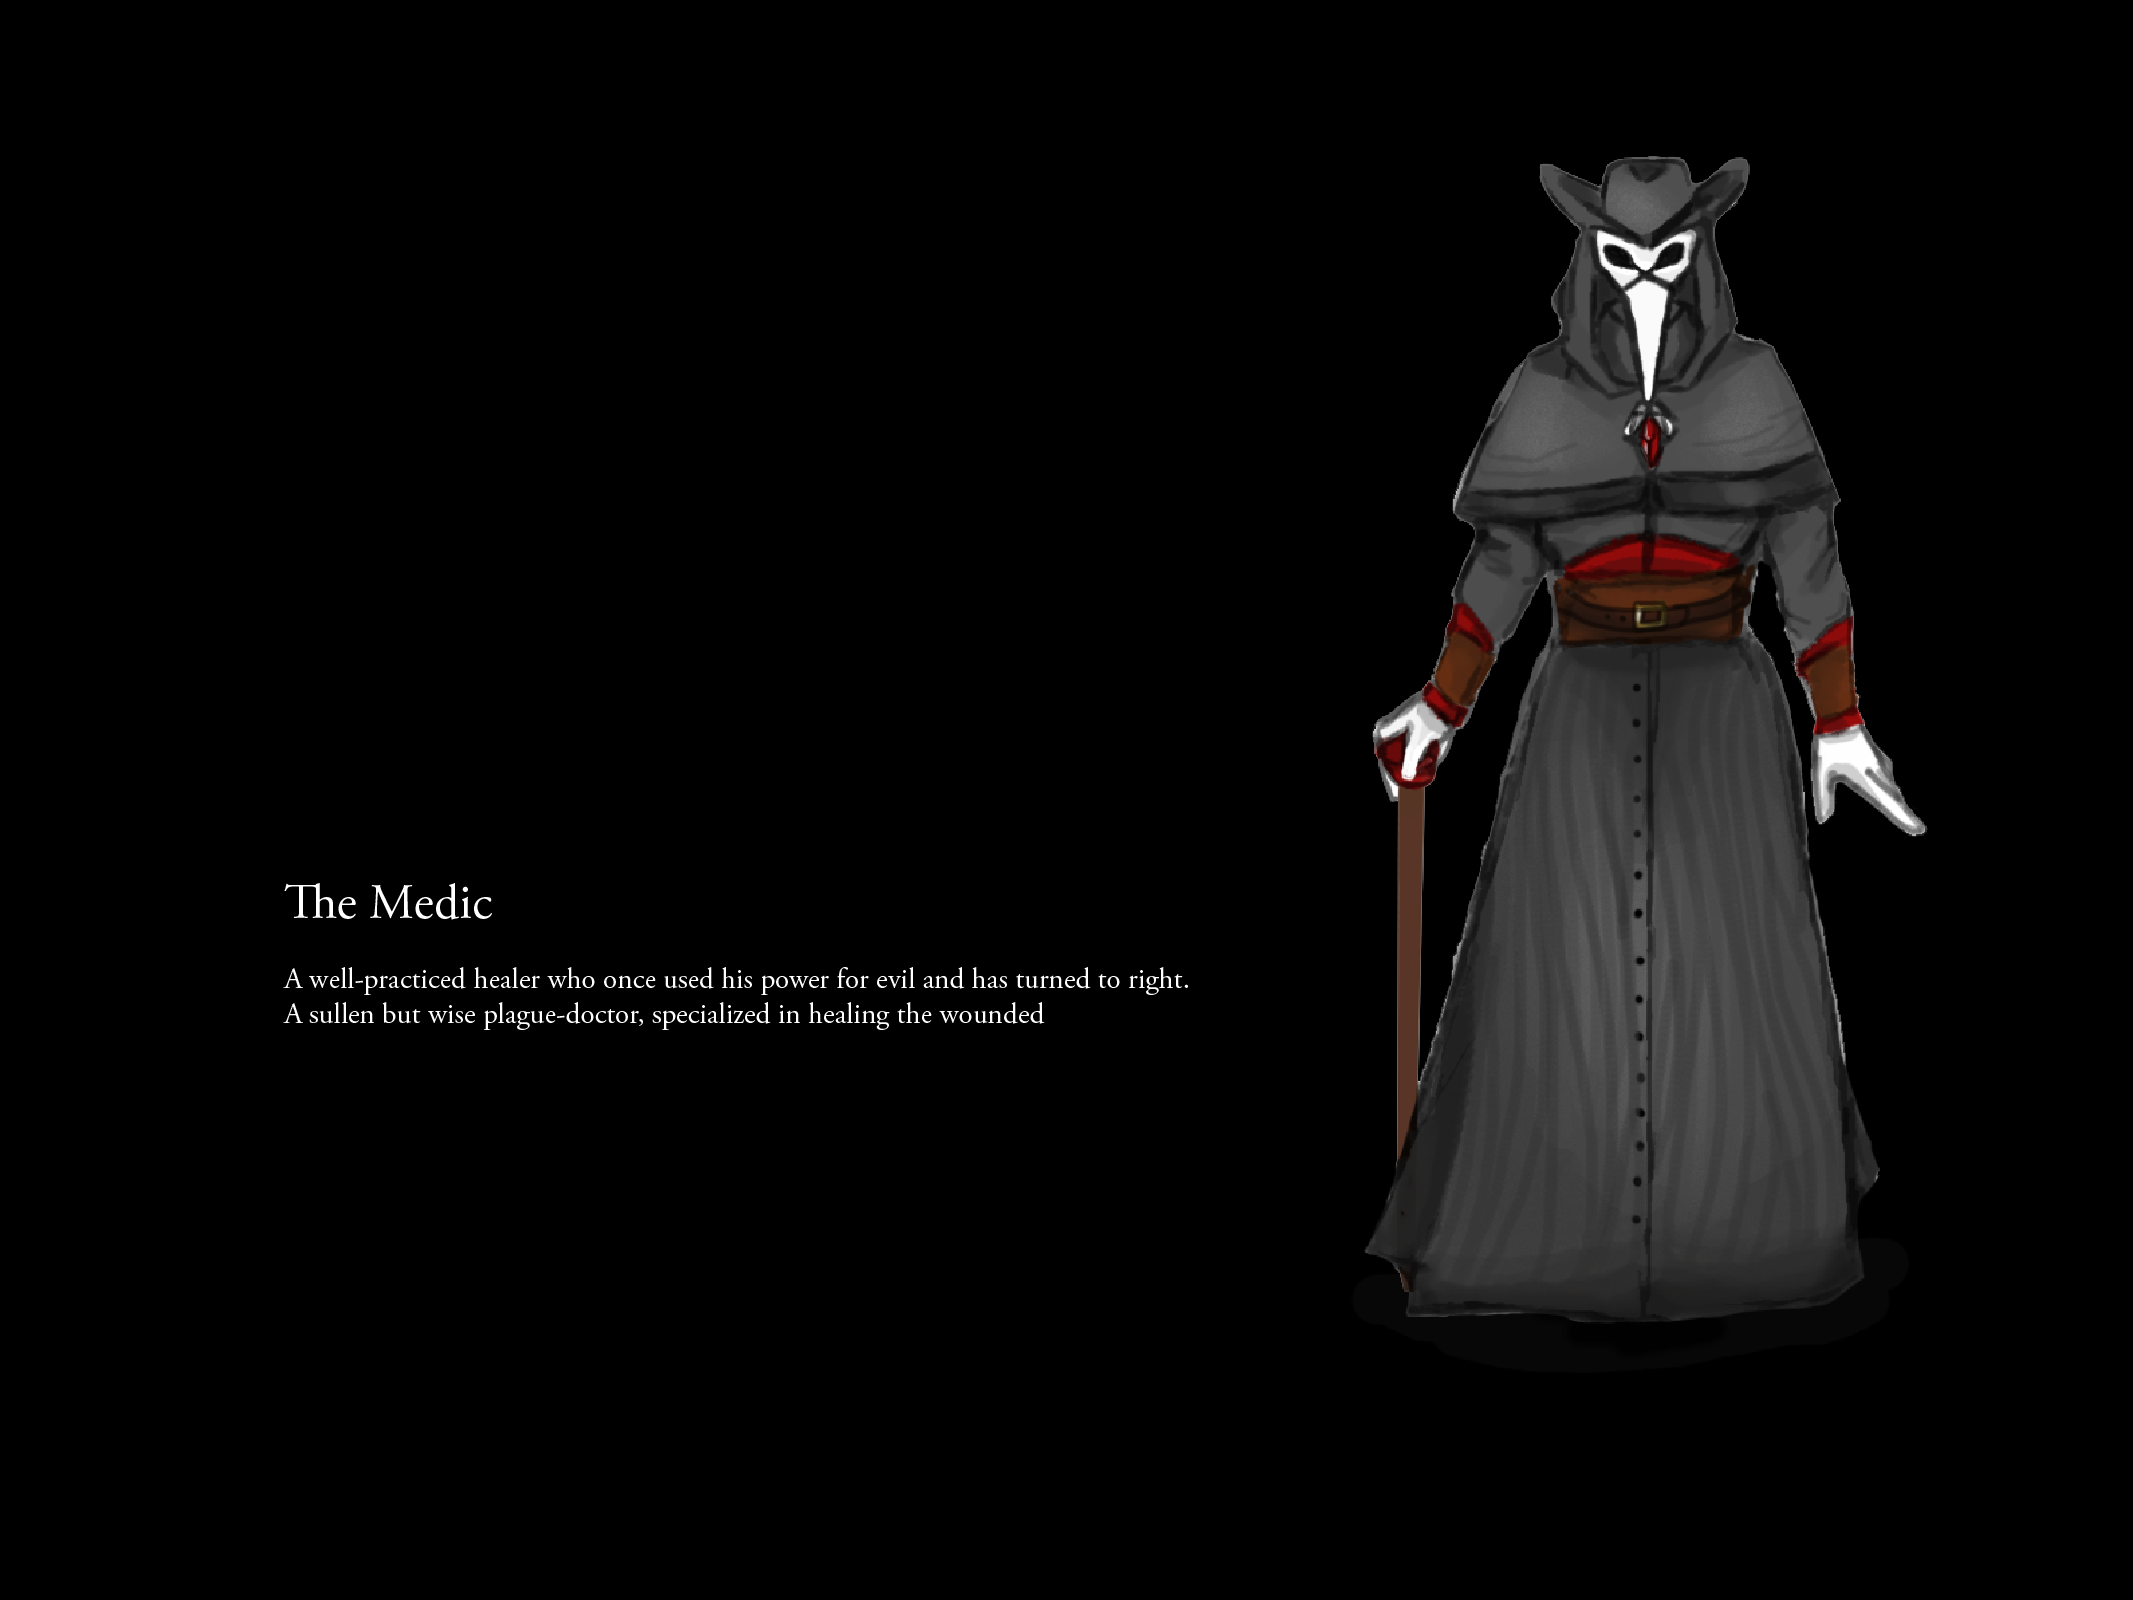 The Medic
A well-practiced healer who once used his power for evil and has turned to right.
A sullen but wise plague-doctor, specialized in healing the wounded